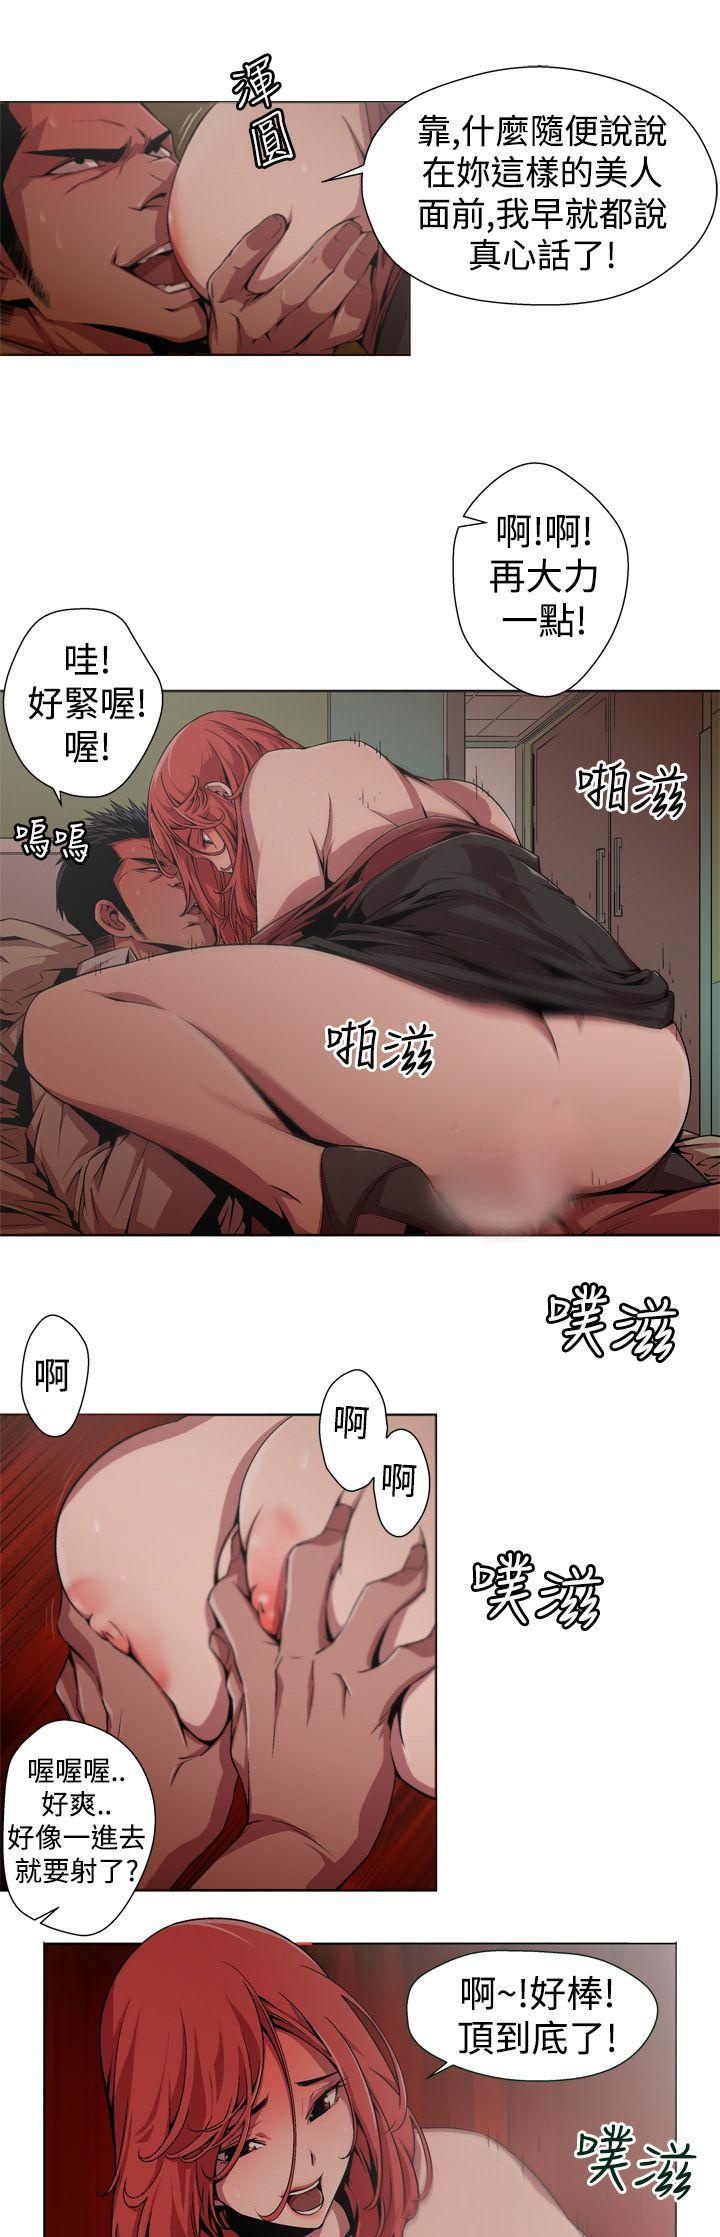 渾
圓
靠,什麼隨便說說
在妳這樣的美人
面前,我早就都說
真心話了!
啊!啊!
再大力
一點!
哇!
好緊喔!
喔!
嗚嗚
啪滋
啪滋
噗滋
啊
啊
啊
噗滋
喔喔喔..
好爽..
好像一進去
就要射了?
啊~!好棒!
頂到底了!
噗滋